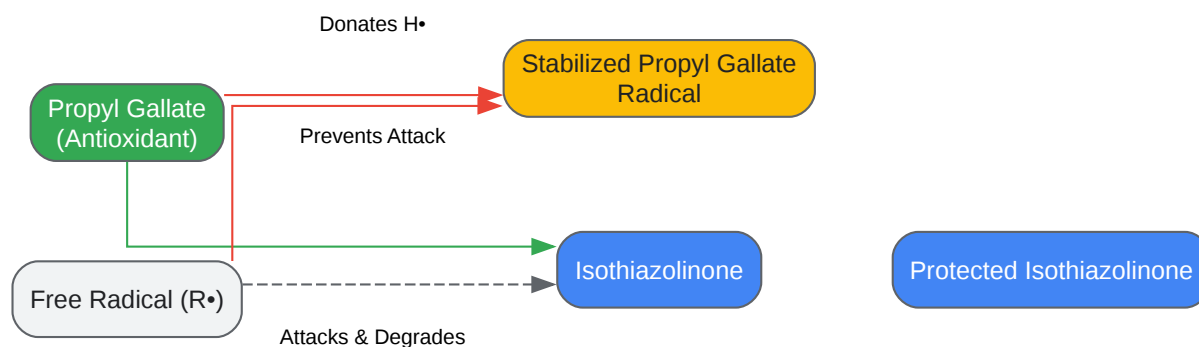 Donates H•
Stabilized Propyl Gallate
Radical
Propyl Gallate
(Antioxidant)
Prevents Attack
Isothiazolinone
Protected Isothiazolinone
Free Radical (R•)
Attacks & Degrades